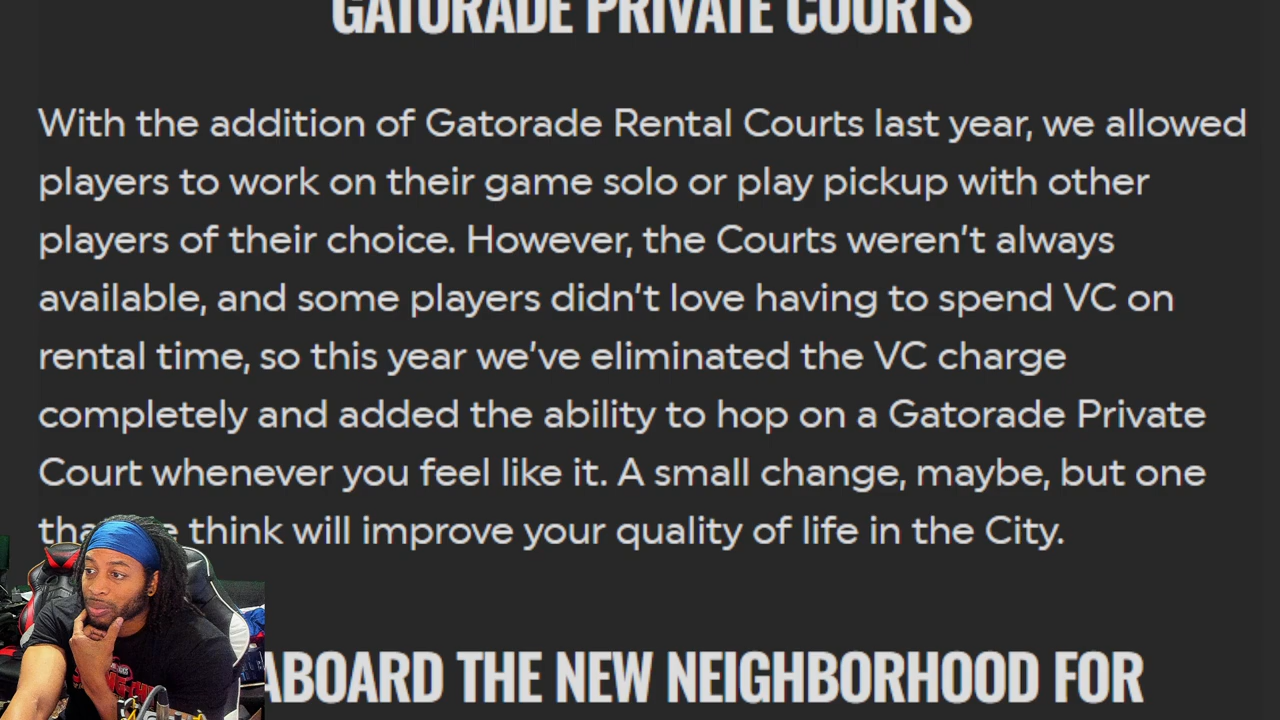 GATORADE PRIVATE COURTS
With the addition of Gatorade Rental Courts last year, we allowed
players to work on their game solo or play pickup with other
players of their choice. However, the Courts weren't always
available, and some players didn't love having to spend VC on
rental time, so this year we've eliminated the VC charge
completely and added the ability to hop on a Gatorade Private
Court whenever you feel like it. A small change, maybe, but one
think will improve your quality of life in the City.
ABOARD THE NEW NEIGHBORHOOD FOR